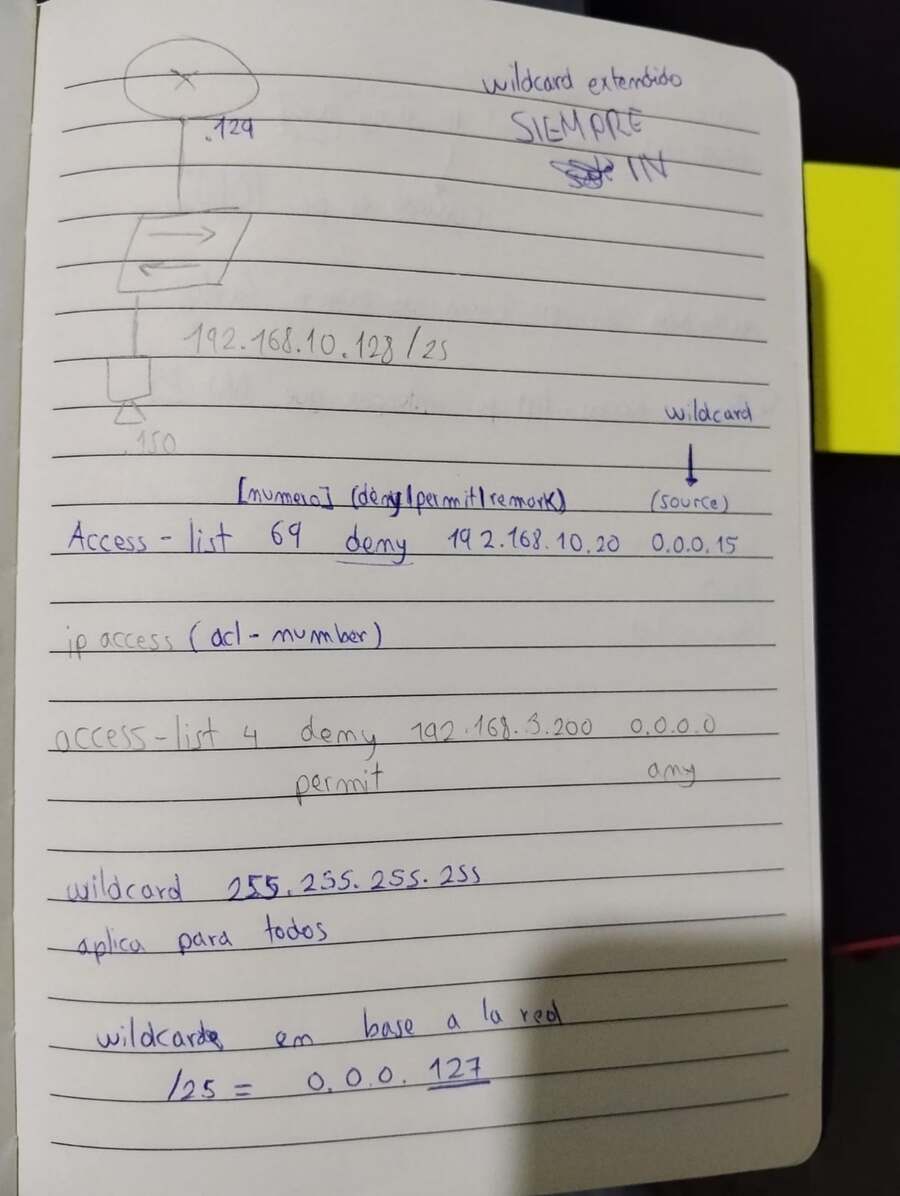 wildcard extendido
SIEMPRE
IN
.129
192.168.10.128/25
.150
wildcard
[numero] (deny/permit/remork) (source)
Access-list 69 deny 192.168.10.20 0.0.0.15
ip access (acl-number)
access-list 4 deny 192.168.3.200 0.0.0.0
permit any
wildcard 255.255.255.255
aplica para todos
wildcards en base a la red
/25 = 0.0.0.127